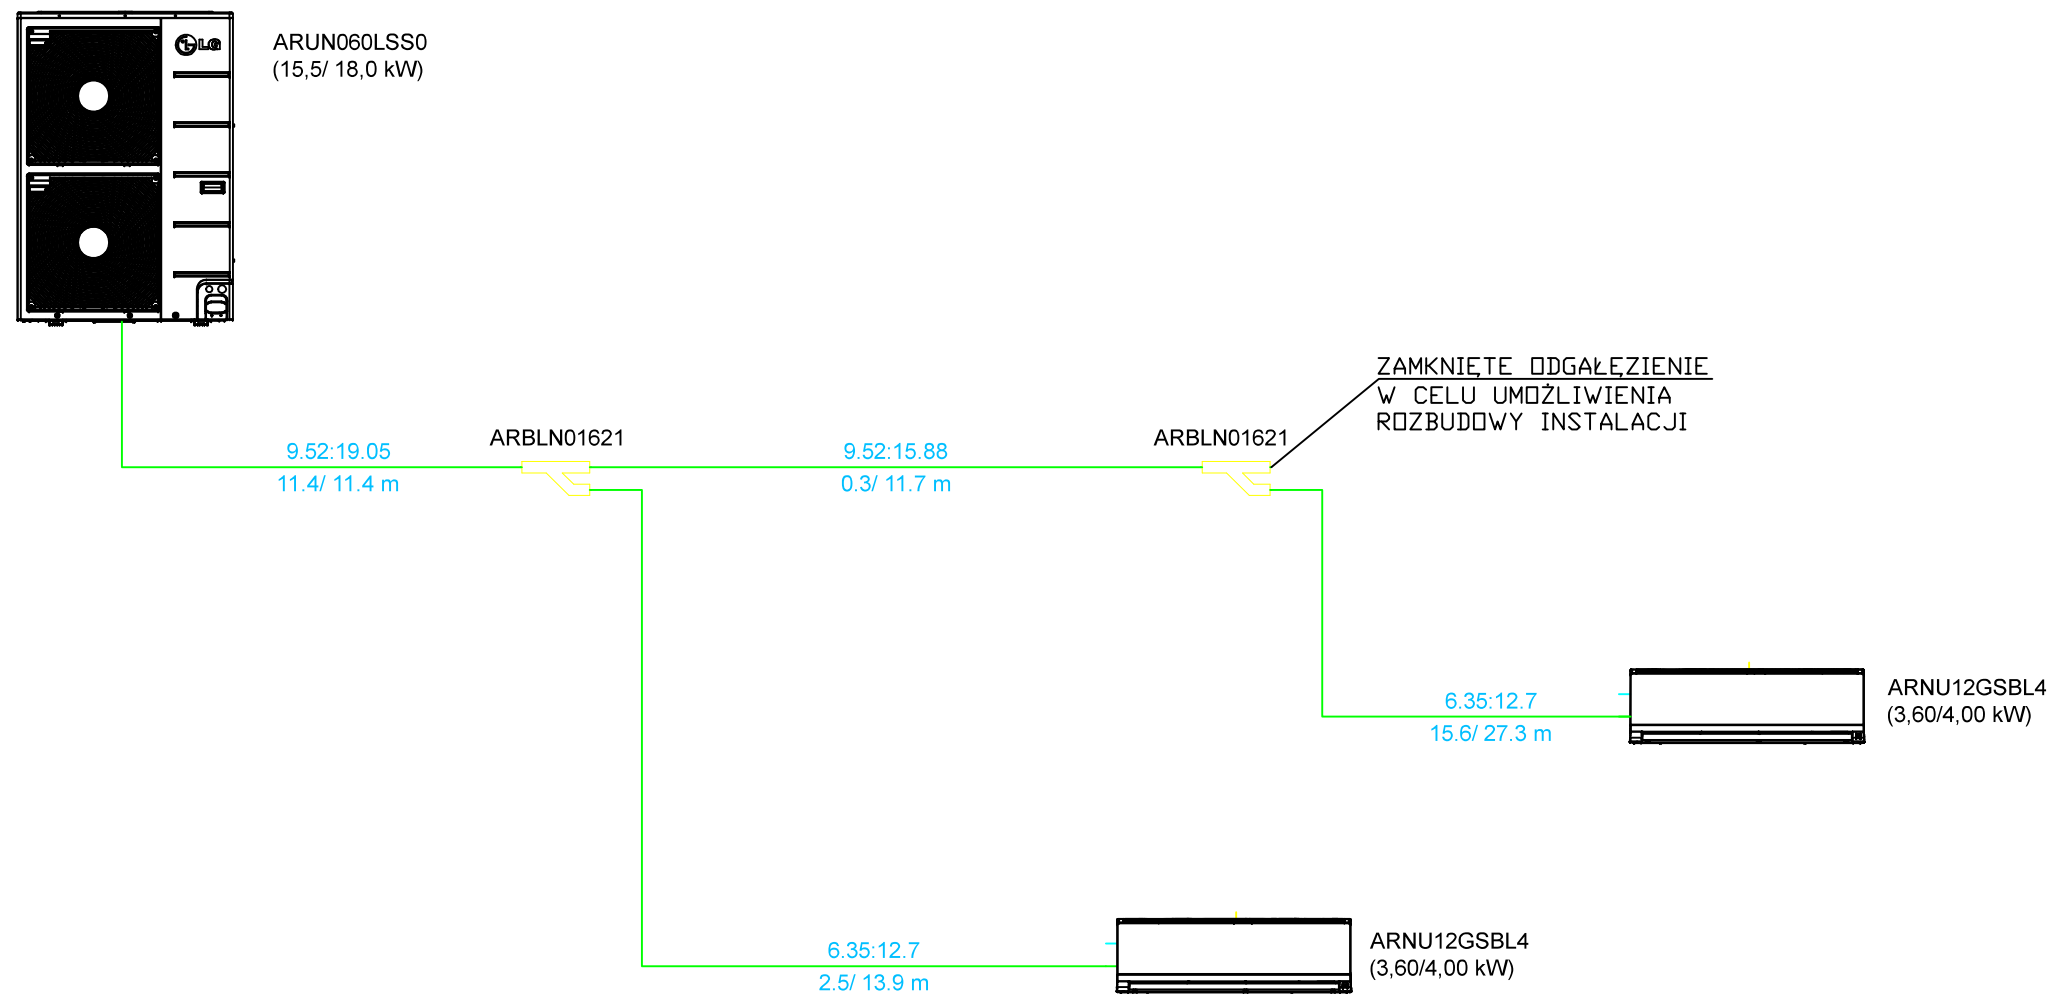 LG
ARUN060LSS0
(15,5/ 18,0 kW)
ZAMKNIĘTE ODGAŁĘZIENIE
W CELU UMOŻLIWIENIA
ROZBUDOWY INSTALACJI
ARBLN01621
ARBLN01621
9.52:19.05
11.4/ 11.4 m
9.52:15.88
0.3/ 11.7 m
6.35:12.7
15.6/ 27.3 m
ARNU12GSBL4
(3,60/4,00 kW)
6.35:12.7
2.5/ 13.9 m
ARNU12GSBL4
(3,60/4,00 kW)